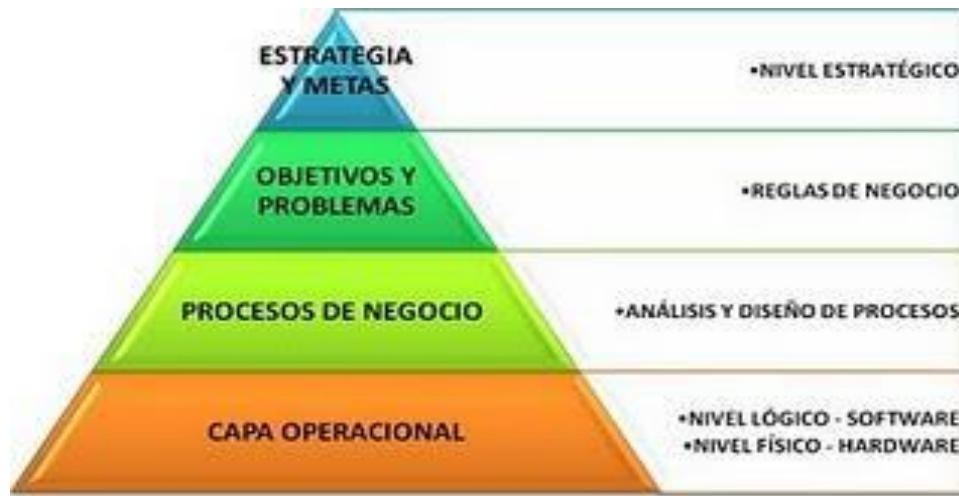 ESTRATEGIA
Y METAS
•NIVEL ESTRATÉGICO
OBJETIVOS Y
PROBLEMAS
•REGLAS DE NEGOCIO
PROCESOS DE NEGOCIO
•ANÁLISIS Y DISEÑO DE PROCESOS
CAPA OPERACIONAL
•NIVEL LÓGICO - SOFTWARE
•NIVEL FÍSICO - HARDWARE